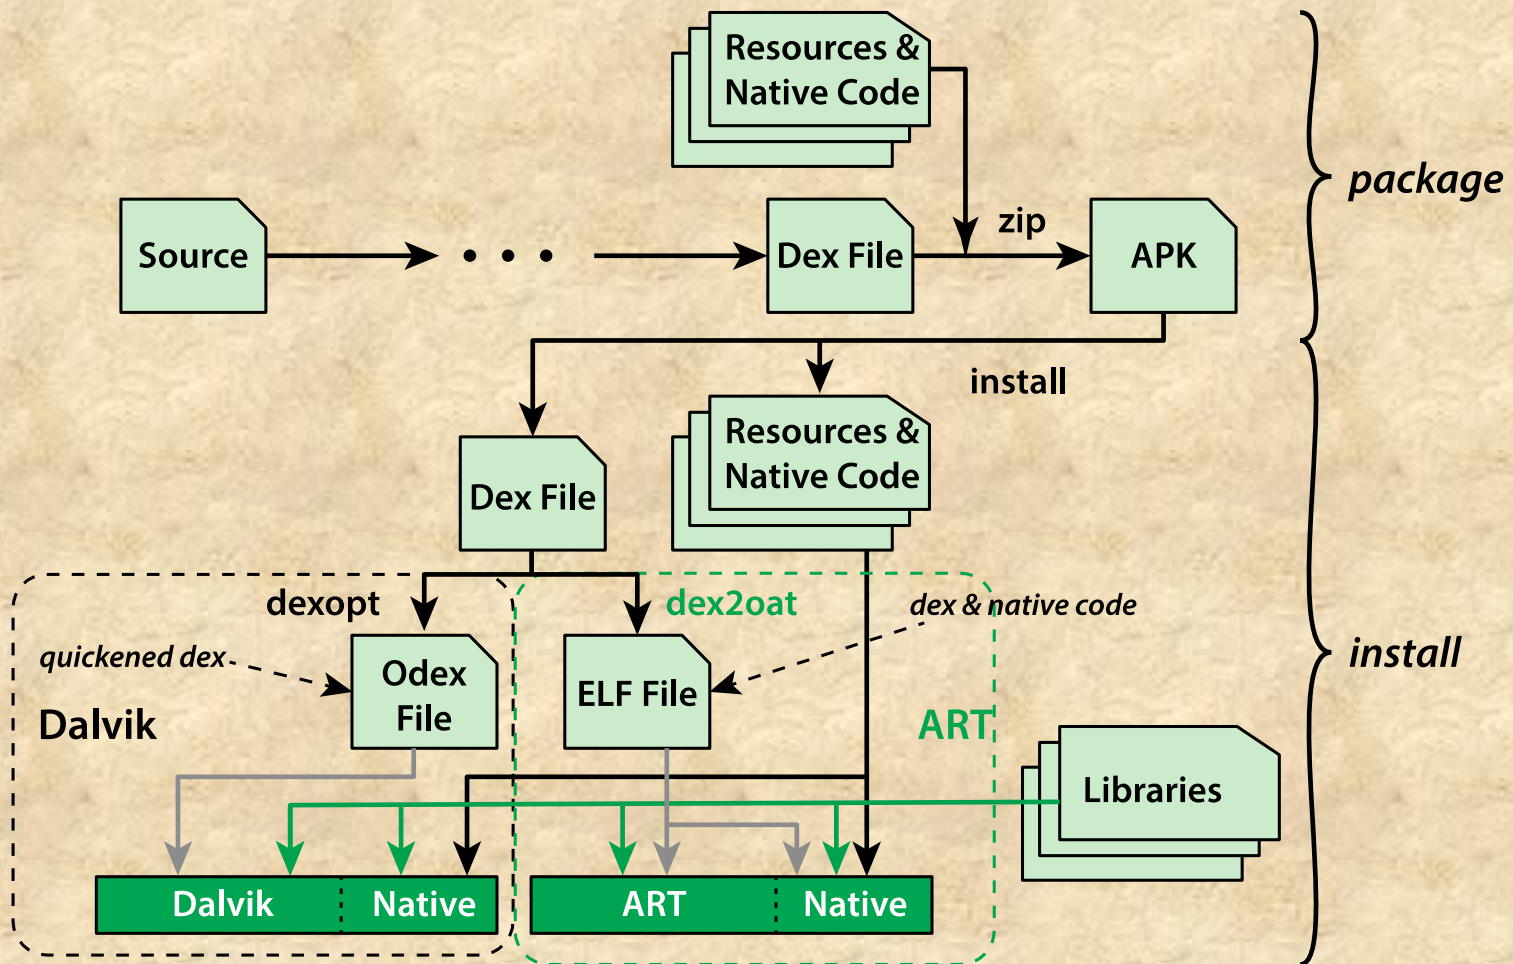 Resources &
Native Code
package
zip
Source
• • •
Dex File
APK
install
Resources &
Native Code
Dex File
dexopt
dex2oat
dex & native code
quickened dex
Odex
File
ELF File
install
Dalvik
ART
Libraries
Dalvik
Native
ART
Native